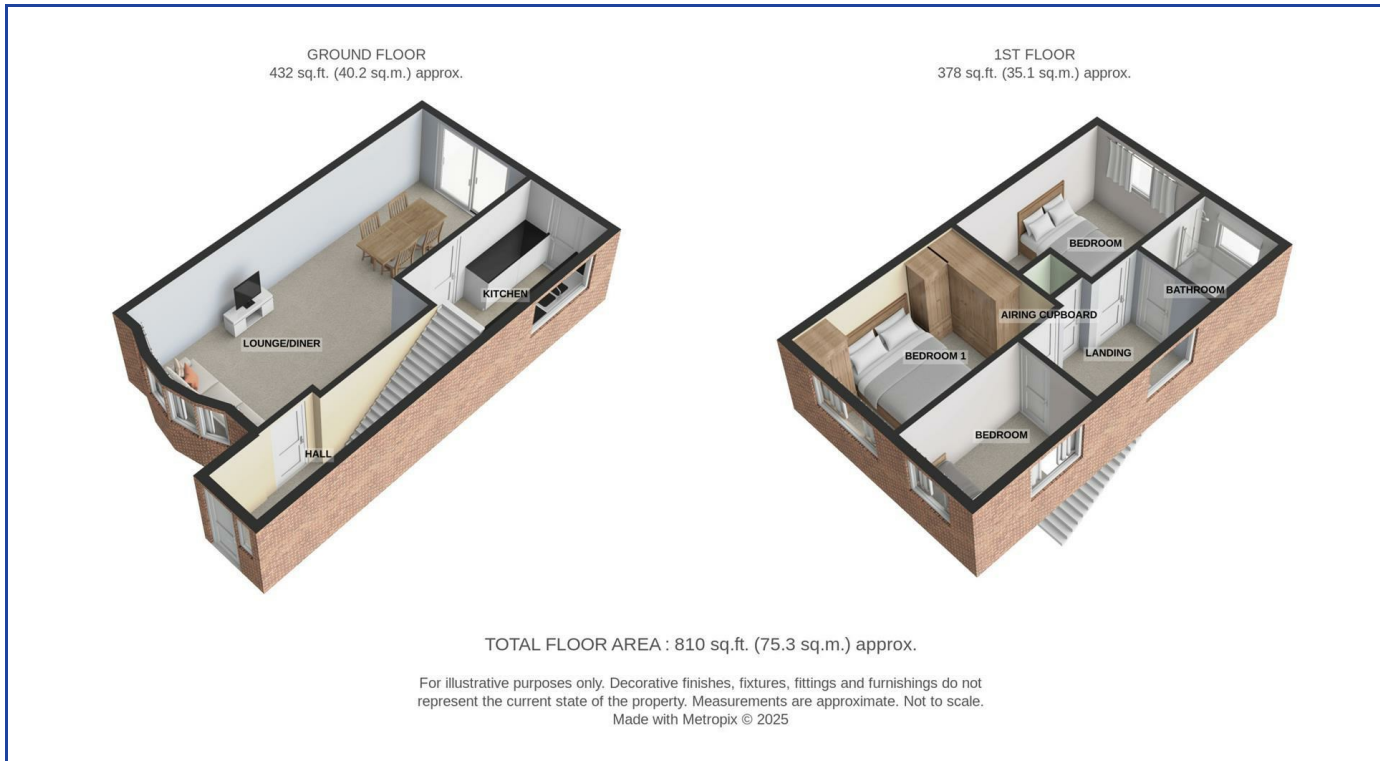 GROUND FLOOR
432 sq.ft. (40.2 sq.m.) approx.
1ST FLOOR
378 sq.ft. (35.1 sq.m.) approx.
LOUNGE/DINER
KITCHEN
HALL
BEDROOM
BATHROOM
AIRING CUPBOARD
BEDROOM 1
LANDING
BEDROOM
TOTAL FLOOR AREA : 810 sq.ft. (75.3 sq.m.) approx.
For illustrative purposes only. Decorative finishes, fixtures, fittings and furnishings do not
represent the current state of the property. Measurements are approximate. Not to scale.
Made with Metropix © 2025